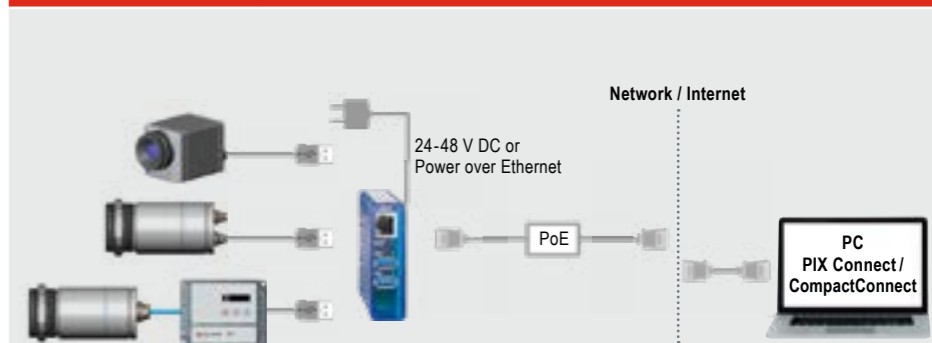 Network / Internet
24-48 V DC or
Power over Ethernet
PoE
PC
PIX Connect /
CompactConnect